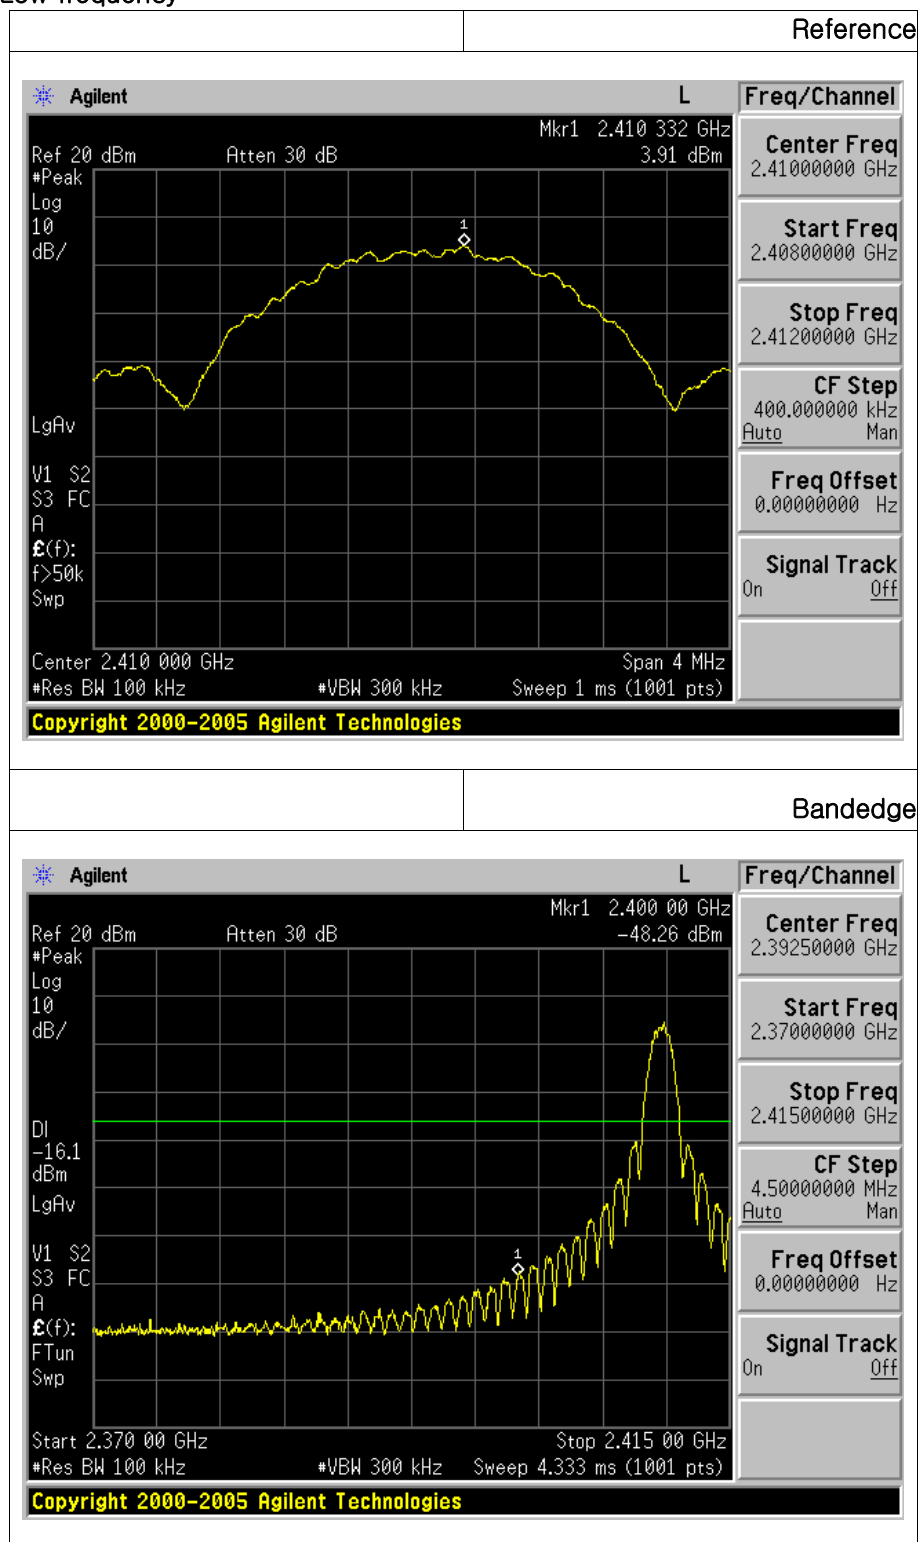 Low frequency
Reference
Agilent L Freq/Channel
Mkr1 2.410 332 GHz
Ref 20 dBm Atten 30 dB 3.91 dBm
#Peak
Log
10
dB/
1
LgAv
V1 S2
S3 FC
A
£(f):
f>50k
Swp
Center 2.410 000 GHz Span 4 MHz
#Res BW 100 kHz #VBW 300 kHz Sweep 1 ms (1001 pts)
Copyright 2000-2005 Agilent Technologies
Center Freq
2.41000000 GHz
Start Freq
2.40800000 GHz
Stop Freq
2.41200000 GHz
CF Step
400.000000 kHz
Auto Man
Freq Offset
0.00000000 Hz
Signal Track
On Off
Bandedge
Agilent L Freq/Channel
Mkr1 2.400 00 GHz
Ref 20 dBm Atten 30 dB -48.26 dBm
#Peak
Log
10
dB/
DI
-16.1
dBm
LgAv
1
V1 S2
S3 FC
A
£(f):
FTun
Swp
Start 2.370 00 GHz Stop 2.415 00 GHz
#Res BW 100 kHz #VBW 300 kHz Sweep 4.333 ms (1001 pts)
Copyright 2000-2005 Agilent Technologies
Center Freq
2.39250000 GHz
Start Freq
2.37000000 GHz
Stop Freq
2.41500000 GHz
CF Step
4.50000000 MHz
Auto Man
Freq Offset
0.00000000 Hz
Signal Track
On Off